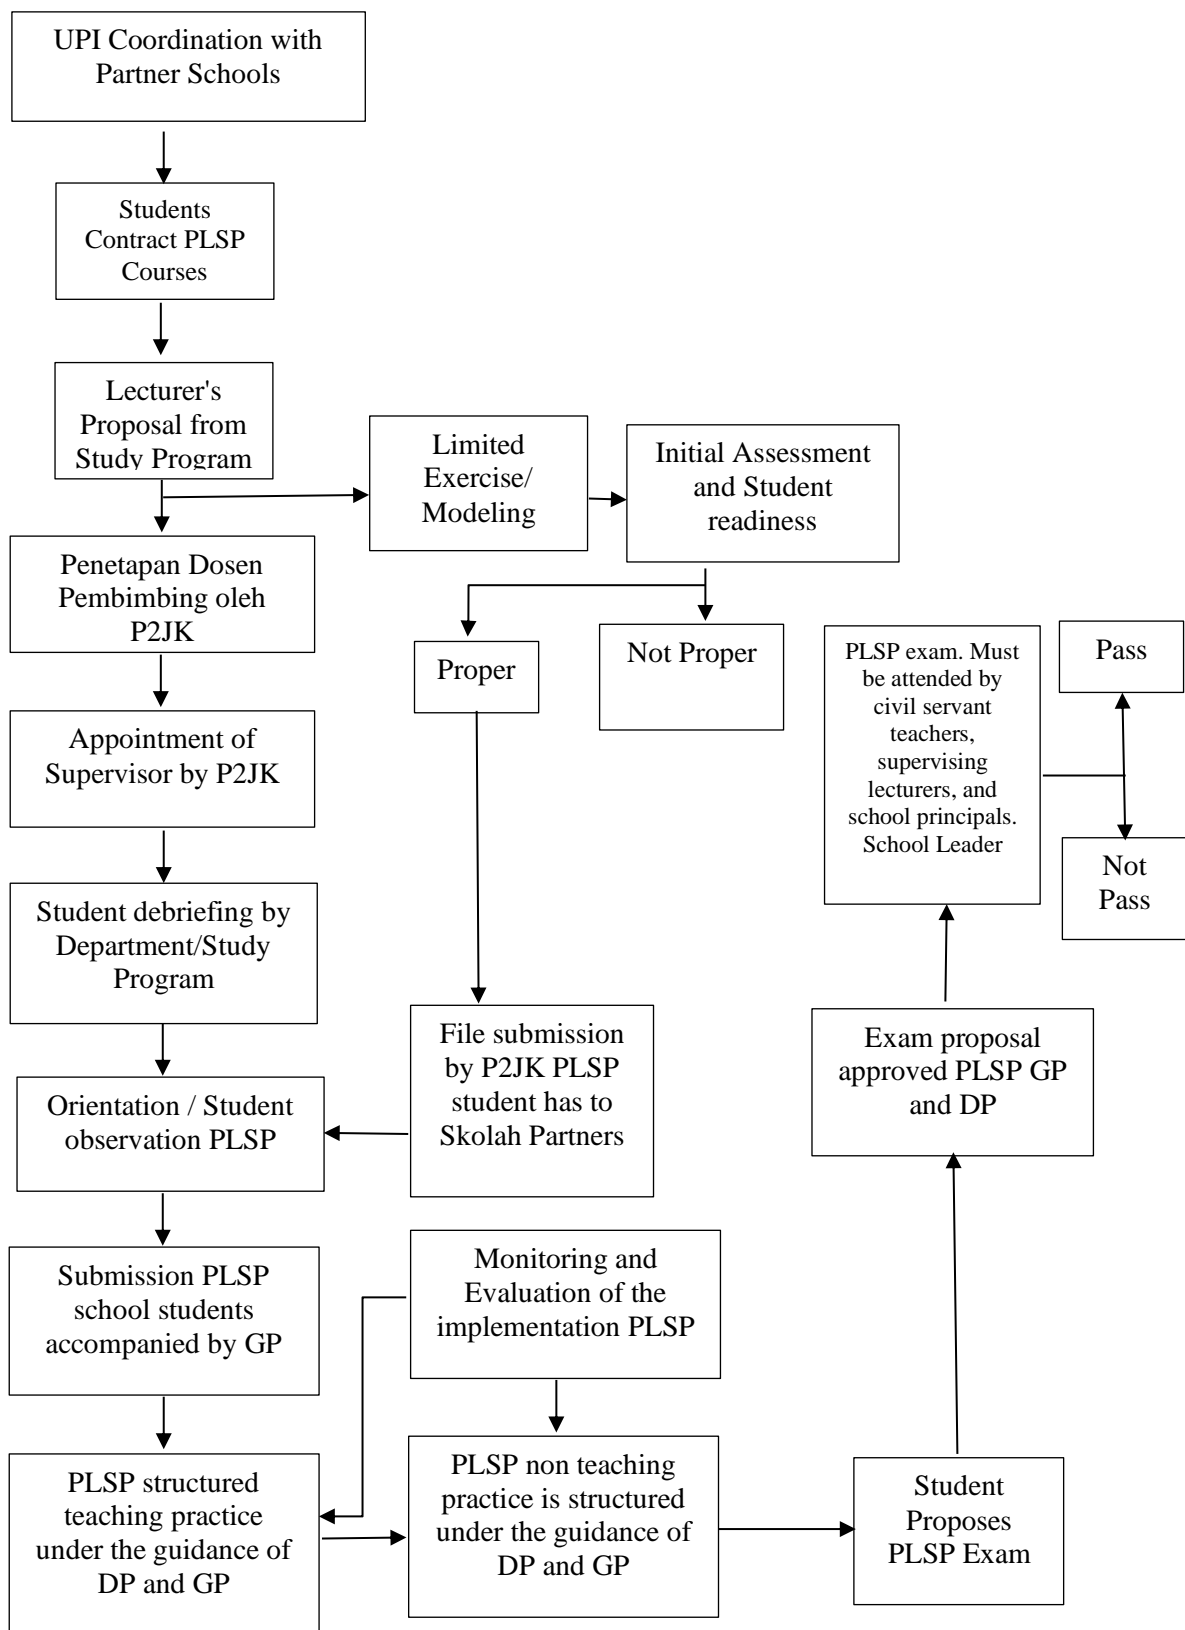 UPI Coordination with
Partner Schools
Students
Contract PLSP
Courses
Lecturer's
Proposal from
Study Program
Limited
Exercise/
Modeling
Initial Assessment
and Student
readiness
Penetapan Dosen
Pembimbing oleh
P2JK
Proper
Not Proper
PLSP exam. Must
be attended by
civil servant
teachers,
supervising
lecturers, and
school principals.
School Leader
Pass
Not
Pass
Appointment of
Supervisor by P2JK
Student debriefing by
Department/Study
Program
File submission
by P2JK PLSP
student has to
Skolah Partners
Exam proposal
approved PLSP GP
and DP
Orientation / Student
observation PLSP
Submission PLSP
school students
accompanied by GP
Monitoring and
Evaluation of the
implementation PLSP
PLSP structured
teaching practice
under the guidance of
DP and GP
PLSP non teaching
practice is structured
under the guidance of
DP and GP
Student
Proposes
PLSP Exam